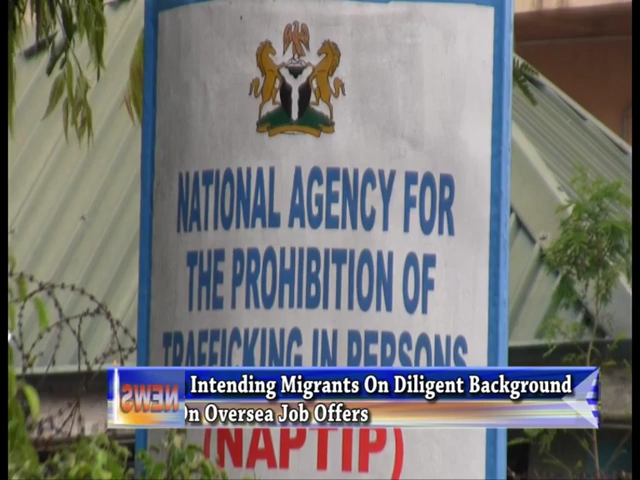 NATIONAL AGENCY FOR
THE PROHIBITION OF
TRAFFICKING IN PERSONS
NEWS
Intending Migrants On Diligent Background
On Oversea Job Offers
(NAPTIP)